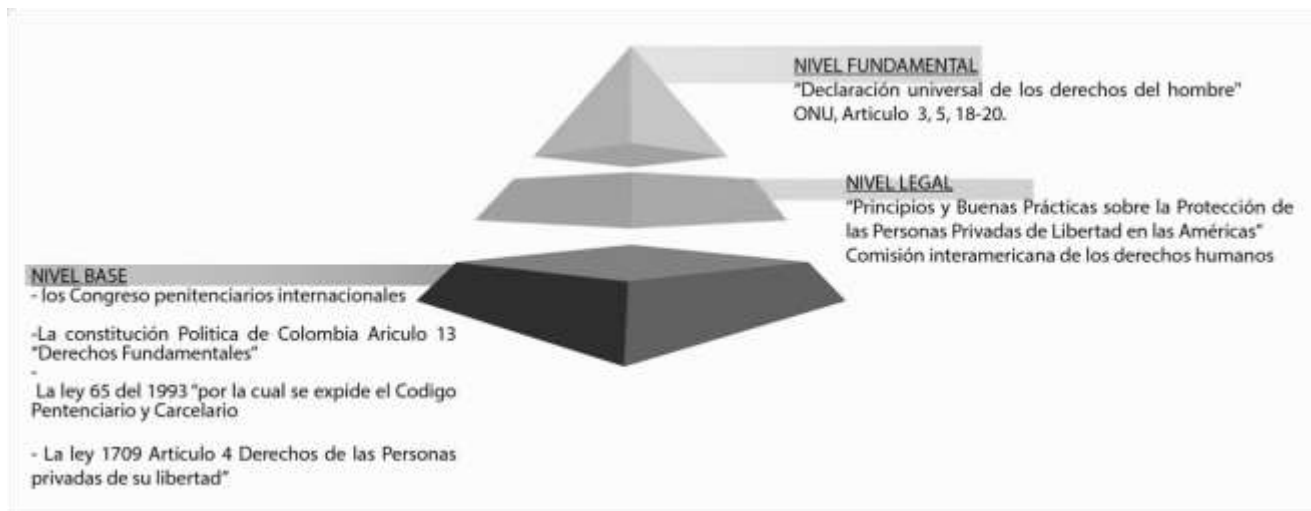 NIVEL FUNDAMENTAL
"Declaración universal de los derechos del hombre"
ONU, Articulo 3, 5, 18-20.
NIVEL LEGAL
"Principios y Buenas Prácticas sobre la Protección de
las Personas Privadas de Libertad en las Américas"
Comisión interamericana de los derechos humanos
NIVEL BASE
- los Congreso penitenciarios internacionales
-La constitución Politica de Colombia Ariculo 13
"Derechos Fundamentales"
-
La ley 65 del 1993 "por la cual se expide el Codigo
Pentenciario y Carcelario
- La ley 1709 Articulo 4 Derechos de las Personas
privadas de su libertad"